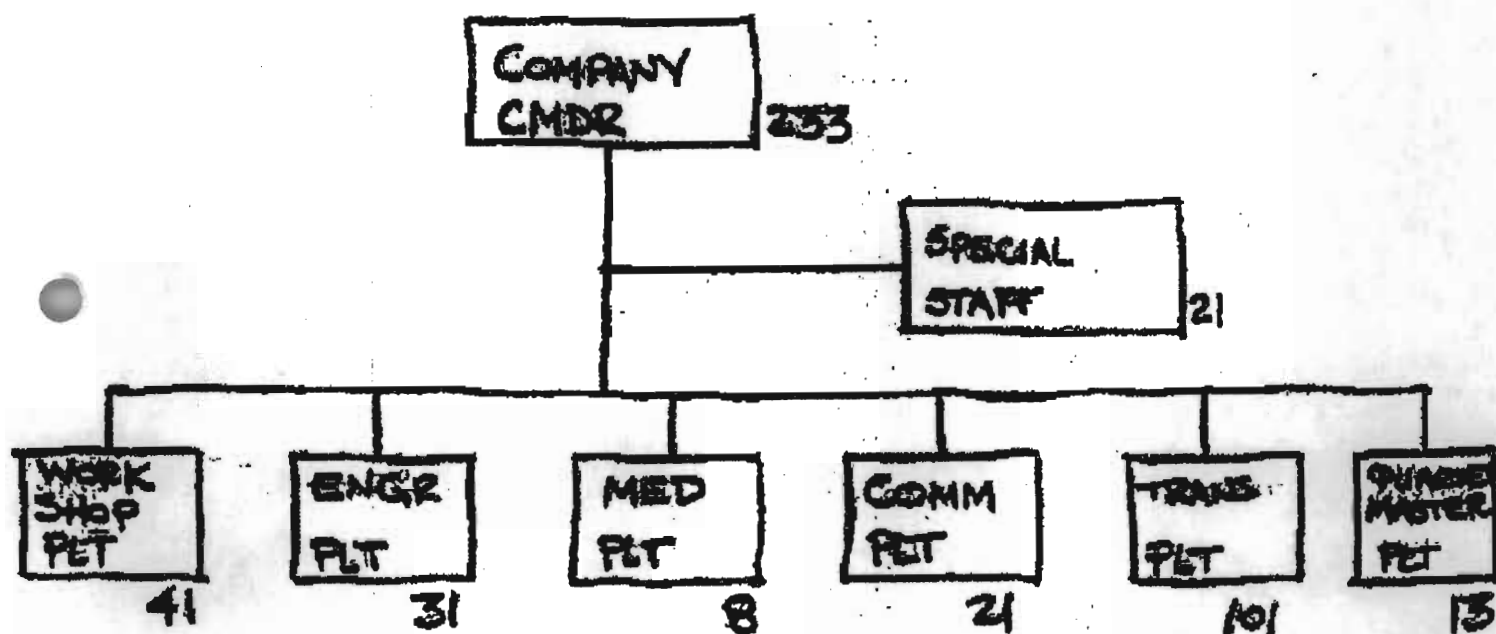 COMPANY
CMDR
233
SPECIAL
STAFF
21
WORK
SHOP
PLT
41
ENGR
PLT
31
MED
PLT
8
COMM
PLT
21
TRANS
PLT
101
QUARTER
MASTER
PLT
13